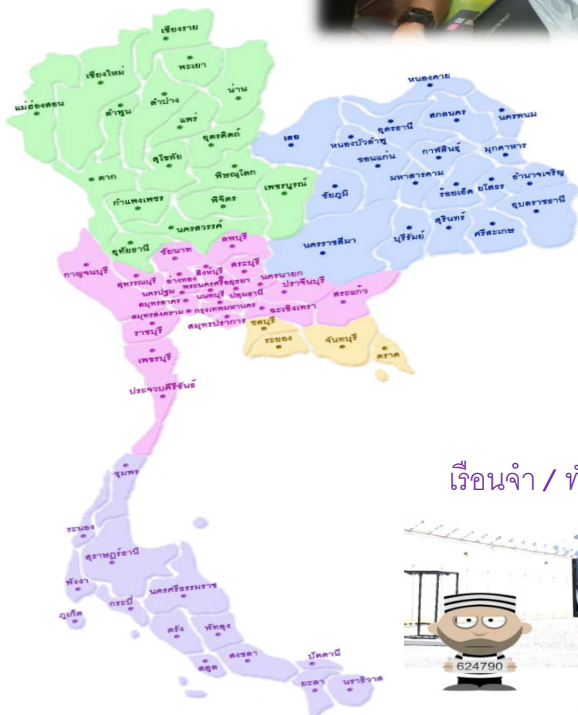 เชียงราย
เชียงใหม่
พะเยา
แม่ฮ่องสอน
น่าน
ลำพูน
ลำปาง
แพร่
อุตรดิตถ์
ตาก
สุโขทัย
พิษณุโลก
เพชรบูรณ์
กำแพงเพชร
พิจิตร
นครสวรรค์
อุทัยธานี
หนองคาย
เลย
หนองบัวลำพู
อุดรธานี
สกลนคร
นครพนม
ขอนแก่น
กาฬสินธุ์
มุกดาหาร
ชัยภูมิ
มหาสารคาม
ร้อยเอ็ด
ยโสธร
อำนาจเจริญ
อุบลราชธานี
นครราชสีมา
บุรีรัมย์
สุรินทร์
ศรีสะเกษ
กาญจนบุรี
ชัยนาท
ลพบุรี
สุพรรณบุรี
สิงห์บุรี
อ่างทอง
สระบุรี
พระนครศรีอยุธยา
นครนายก
นครปฐม
นนทบุรี
ปทุมธานี
ปราจีนบุรี
สระแก้ว
สมุทรสาคร
กรุงเทพมหานคร
ฉะเชิงเทรา
สมุทรสงคราม
สมุทรปราการ
ราชบุรี
ชลบุรี
ระยอง
จันทบุรี
ตราด
เพชรบุรี
ประจวบคีรีขันธ์
ชุมพร
ระนอง
สุราษฎร์ธานี
พังงา
ภูเก็ต
กระบี่
นครศรีธรรมราช
ตรัง
พัทลุง
สตูล
สงขลา
ปัตตานี
ยะลา
นราธิวาส
เรือนจำ / ทั
624790